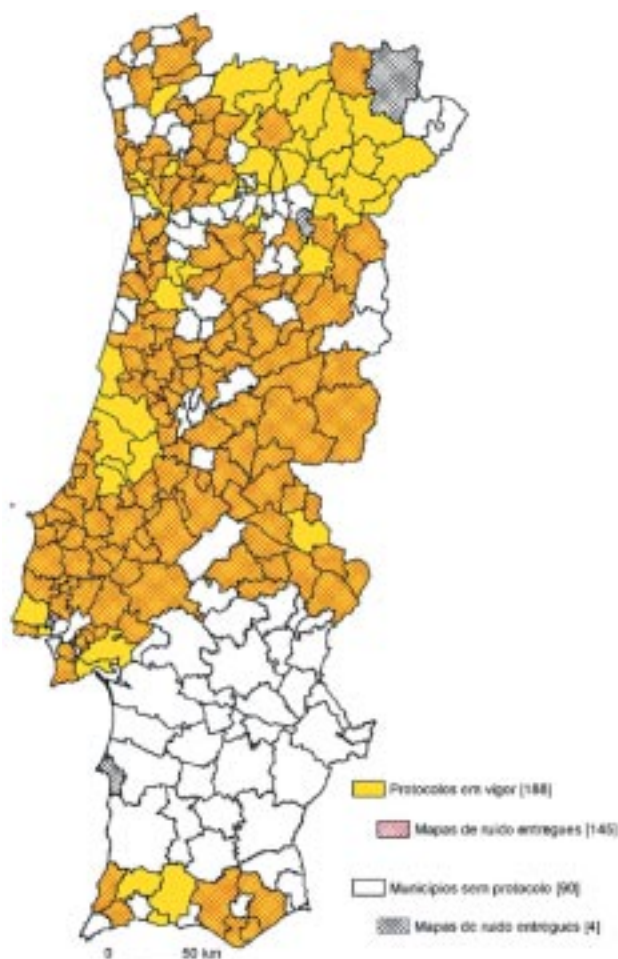 Protocolos em vigor [188]
Mapas de ruído entregues [145]
Municípios sem protocolo [90]
Mapas de ruído entregues [4]
0 50 km